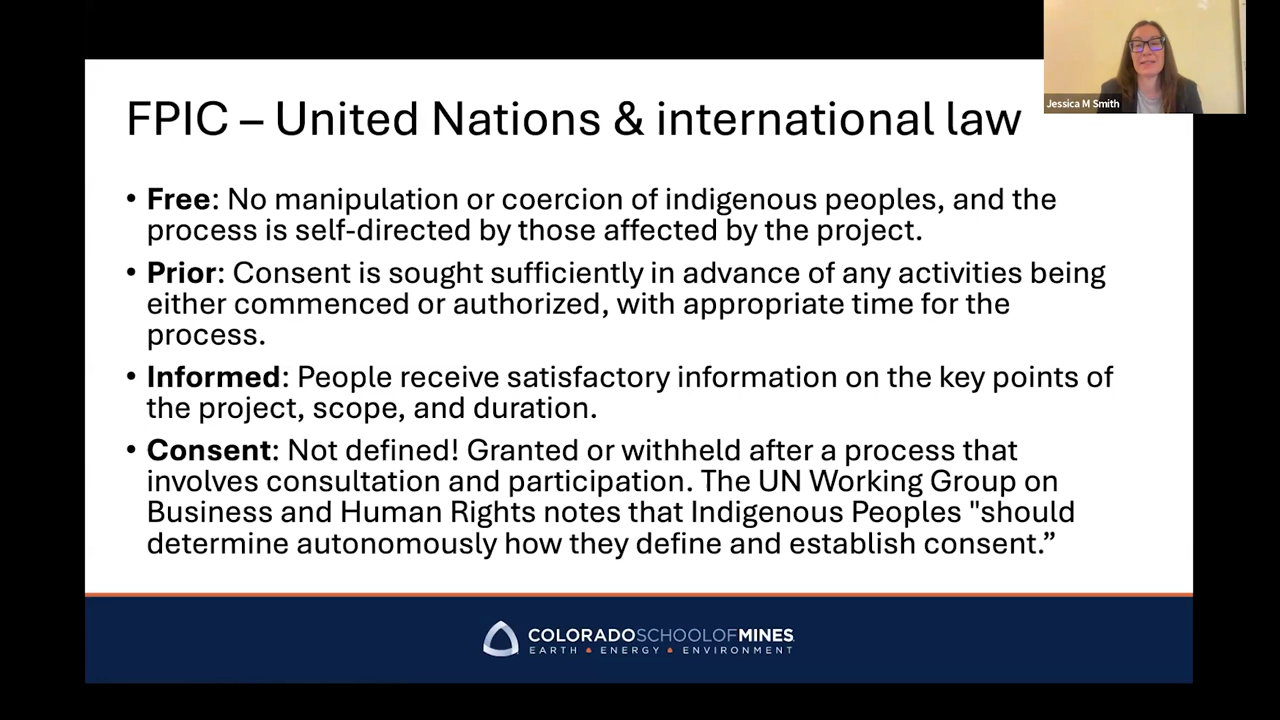 Jessica M Smith
FPIC – United Nations & international law
• Free: No manipulation or coercion of indigenous peoples, and the
process is self-directed by those affected by the project.
• Prior: Consent is sought sufficiently in advance of any activities being
either commenced or authorized, with appropriate time for the
process.
• Informed: People receive satisfactory information on the key points of
the project, scope, and duration.
• Consent: Not defined! Granted or withheld after a process that
involves consultation and participation. The UN Working Group on
Business and Human Rights notes that Indigenous Peoples "should
determine autonomously how they define and establish consent.”
COLORADOSCHOOLOFMINES
EARTH • ENERGY • ENVIRONMENT